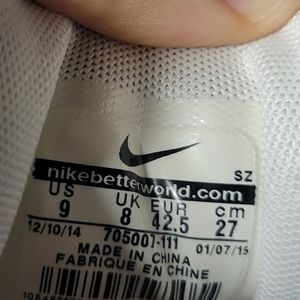 SZ
nikebetterworld.com
US UK EUR cm
9 8 42.5 27
12/10/14 705007-111 01/07/15
MADE IN CHINA
FABRIQUE EN CHINE